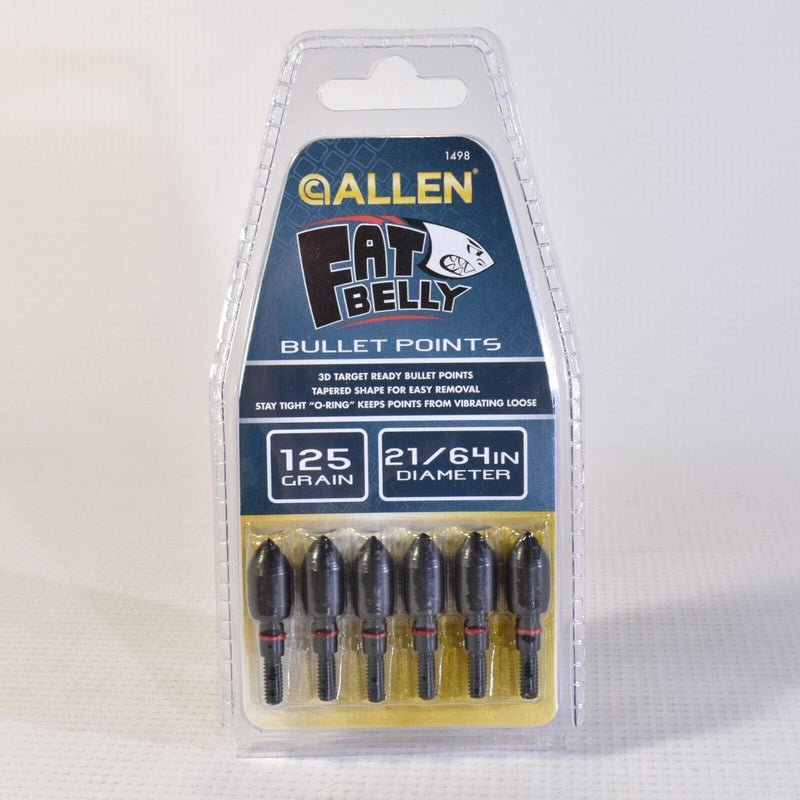 1498
ALLEN®
FAT
BELLY
BULLET POINTS
3D TARGET READY BULLET POINTS
TAPERED SHAPE FOR EASY REMOVAL
STAY TIGHT "O-RING" KEEPS POINTS FROM VIBRATING LOOSE
125 21/64IN
GRAIN DIAMETER